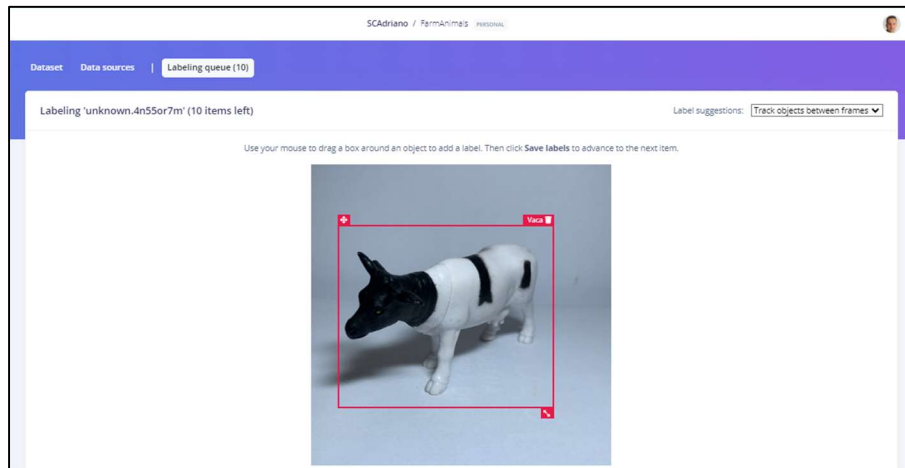 SCAdriano / FarmAnimals PERSONAL
Dataset Data sources | Labeling queue (10)
Labeling 'unknown.4n55or7m' (10 items left)
Label suggestions: Track objects between frames
Use your mouse to drag a box around an object to add a label. Then click Save labels to advance to the next item.
Vaca